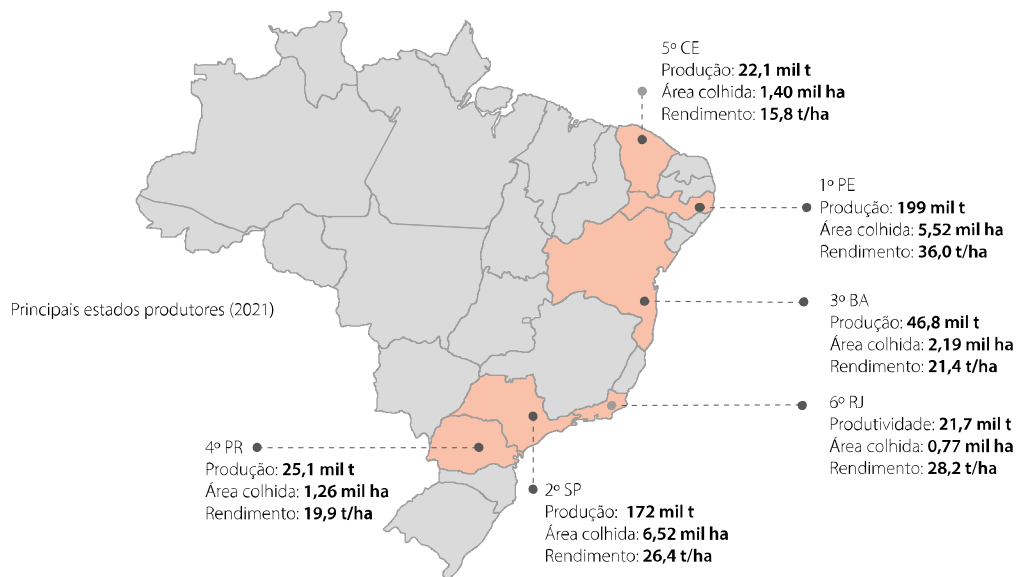 5º CE
Produção: 22,1 mil t
Área colhida: 1,40 mil ha
Rendimento: 15,8 t/ha
1º PE
Produção: 199 mil t
Área colhida: 5,52 mil ha
Rendimento: 36,0 t/ha
Principais estados produtores (2021)
3º BA
Produção: 46,8 mil t
Área colhida: 2,19 mil ha
Rendimento: 21,4 t/ha
6º RJ
Produtividade: 21,7 mil t
Área colhida: 0,77 mil ha
Rendimento: 28,2 t/ha
4º PR
Produção: 25,1 mil t
Área colhida: 1,26 mil ha
Rendimento: 19,9 t/ha
2º SP
Produção: 172 mil t
Área colhida: 6,52 mil ha
Rendimento: 26,4 t/ha